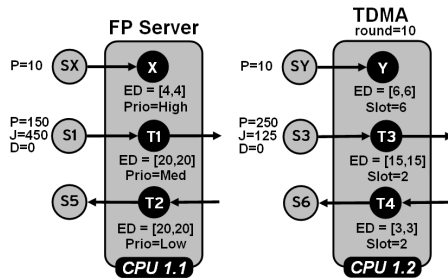 FP Server
SX
P=10
X
ED = [4,4]
Prio=High
P=150
J=450
D=0
S1
T1
ED = [20,20]
Prio=Med
S5
T2
ED = [20,20]
Prio=Low
CPU 1.1
TDMA
round=10
SY
P=10
Y
ED = [6,6]
Slot=6
P=250
J=125
D=0
S3
T3
ED = [15,15]
Slot=2
S6
T4
ED = [3,3]
Slot=2
CPU 1.2